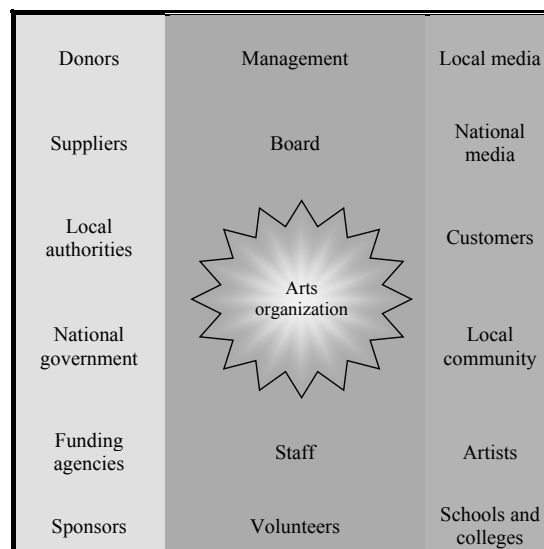 Donors
Management
Local media
Suppliers
Board
National
media
Local
authorities
Customers
Arts
organization
National
government
Local
community
Funding
agencies
Staff
Artists
Sponsors
Volunteers
Schools and
colleges